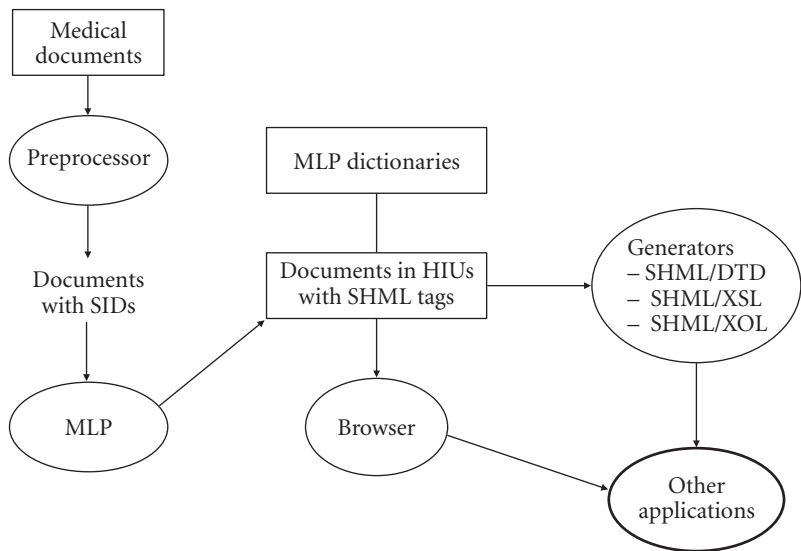 Medical
documents
Preprocessor
Documents
with SIDs
MLP
MLP dictionaries
Documents in HIUs
with SHML tags
Browser
Generators
– SHML/DTD
– SHML/XSL
– SHML/XOL
Other
applications